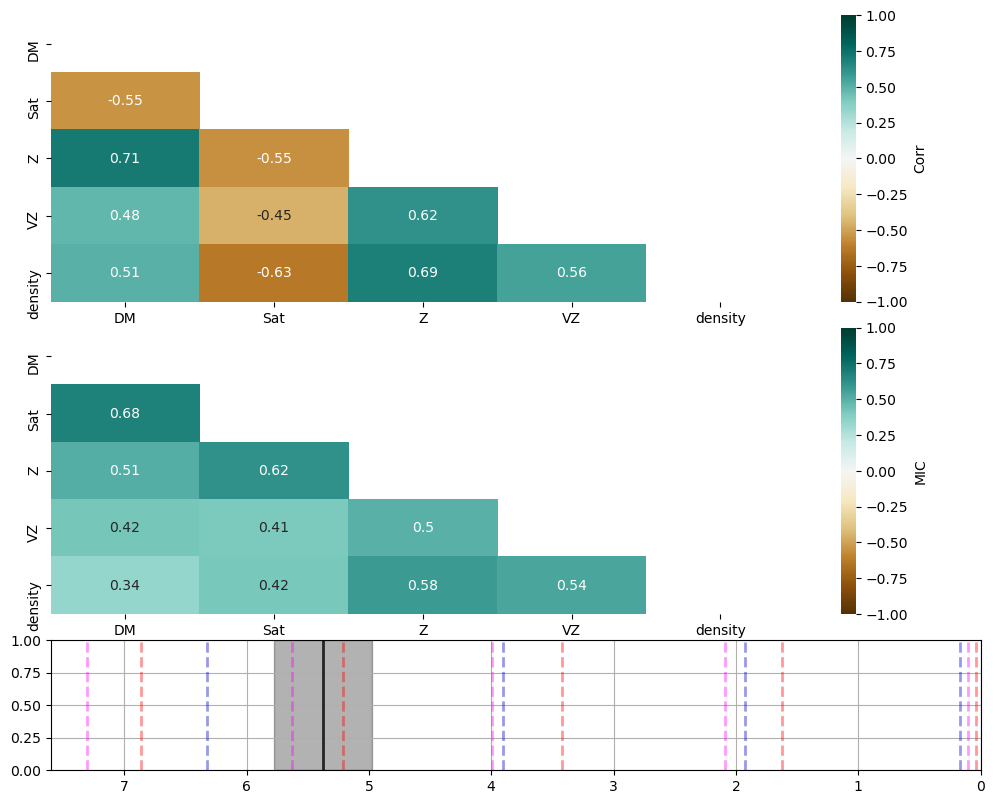 DM
Sat
Z
VZ
density
-0.55
0.71 -0.55
0.48 -0.45 0.62
0.51 -0.63 0.69 0.56
DM Sat Z VZ density
1.00
0.75
0.50
0.25
0.00
−0.25
−0.50
−0.75
−1.00
Corr
DM
Sat
Z
VZ
density
0.68
0.51 0.62
0.42 0.41 0.5
0.34 0.42 0.58 0.54
DM Sat Z VZ density
1.00
0.75
0.50
0.25
0.00
−0.25
−0.50
−0.75
−1.00
MIC
1.00
0.75
0.50
0.25
0.00
7 6 5 4 3 2 1 0